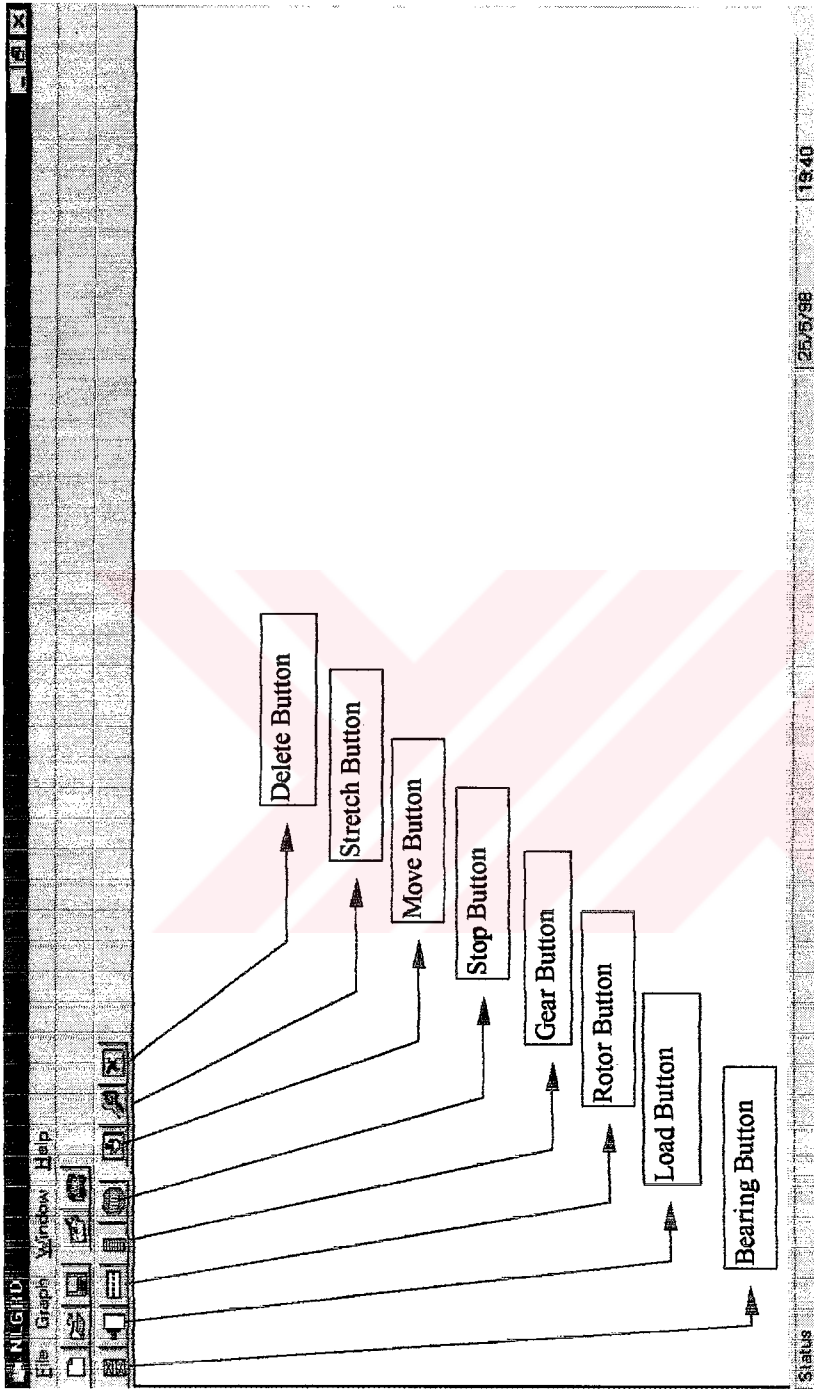 NLGRD
File Graph Window Help
Delete Button
Stretch Button
Move Button
Stop Button
Gear Button
Rotor Button
Load Button
Bearing Button
Status 25/5/98 19:40